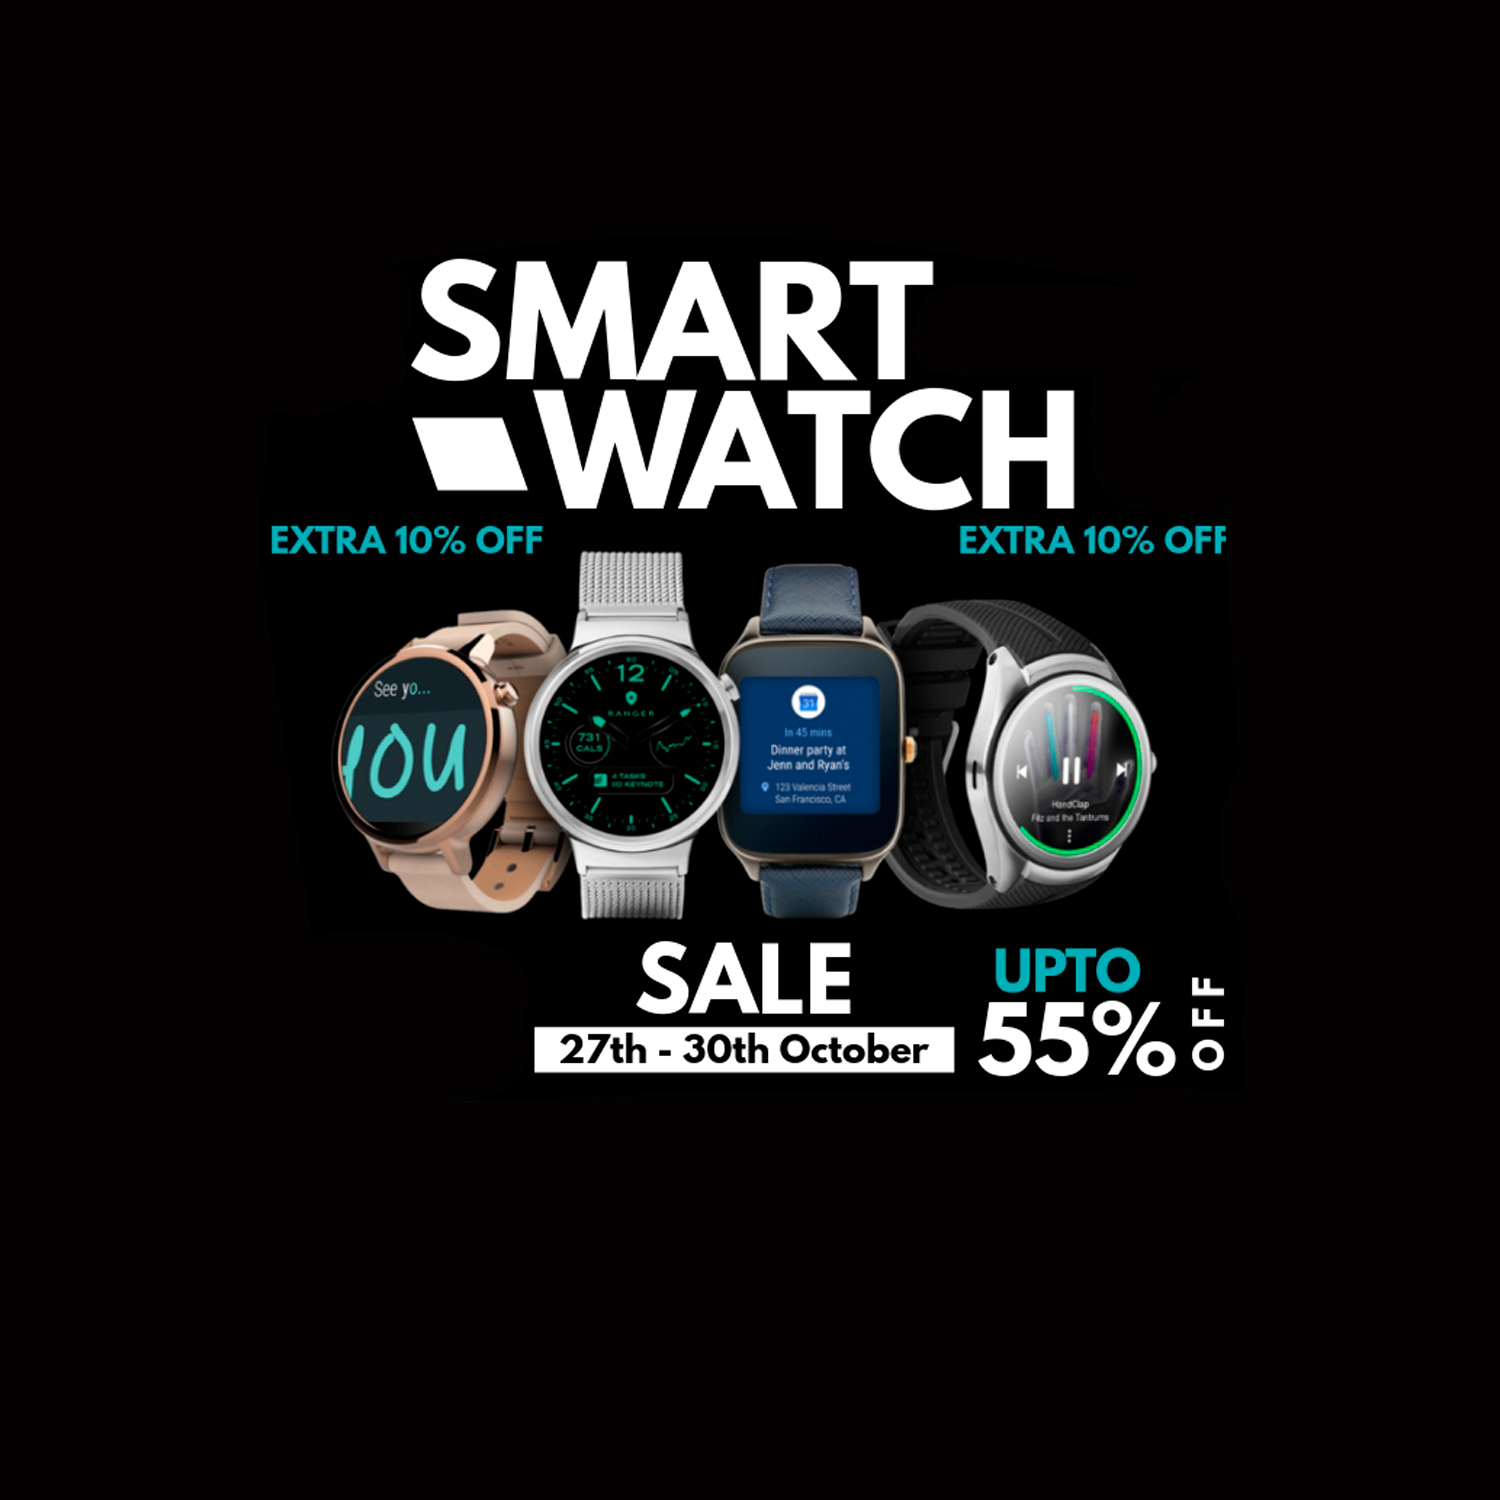 SMART
WATCH
EXTRA 10% OFF
EXTRA 10% OFF
See yo...
YOU
12
RANGER
731
CALS
4 TASKS
I/O KEYNOTE
31
In 45 mins
Dinner party at
Jenn and Ryan's
123 Valencia Street
San Francisco, CA
HandClap
Fitz and the Tantrums
SALE
27th - 30th October
UPTO
55%
OFF